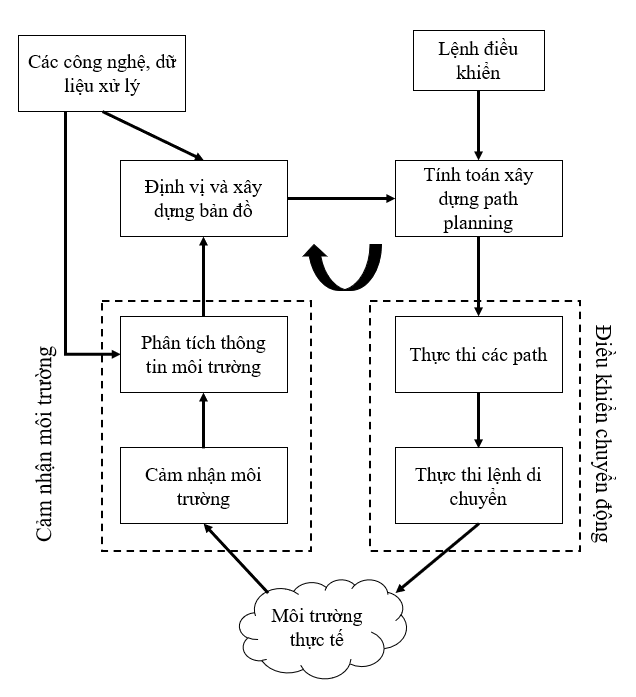 Các công nghệ, dữ
liệu xử lý
Lệnh điều
khiển
Định vị và xây
dựng bản đồ
Tính toán xây
dựng path
planning
Phân tích thông
tin môi trường
Thực thi các path
Cảm nhận môi
trường
Thực thi lệnh di
chuyển
Cảm nhận môi trường
Điều khiển chuyển động
Môi trường
thực tế